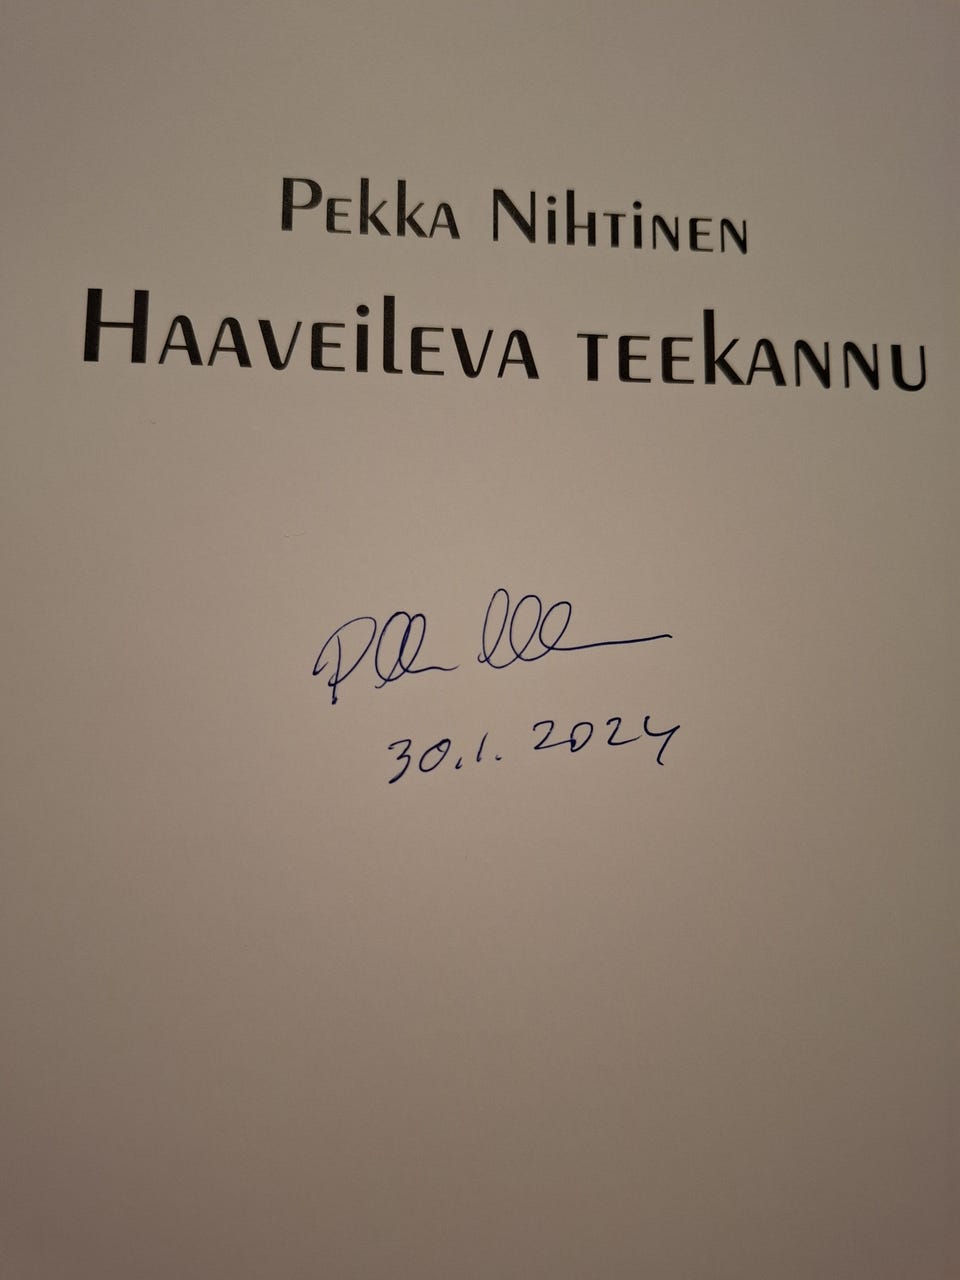 Pekka Nihtinen
Haaveileva teekannu
30.1.2024